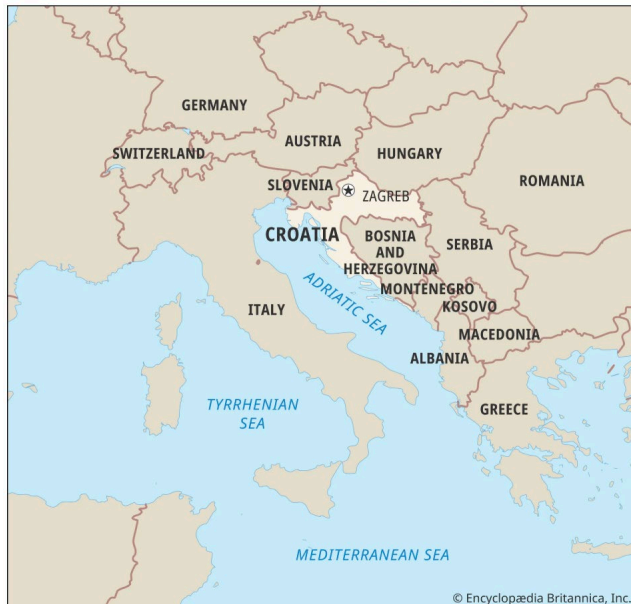 GERMANY
AUSTRIA
SWITZERLAND
HUNGARY
ROMANIA
SLOVENIA
ZAGREB
CROATIA
BOSNIA
AND
HERZEGOVINA
SERBIA
ADRIATIC SEA
MONTENEGRO
KOSOVO
ITALY
MACEDONIA
ALBANIA
TYRRHENIAN
SEA
GREECE
MEDITERRANEAN SEA
© Encyclopædia Britannica, Inc.